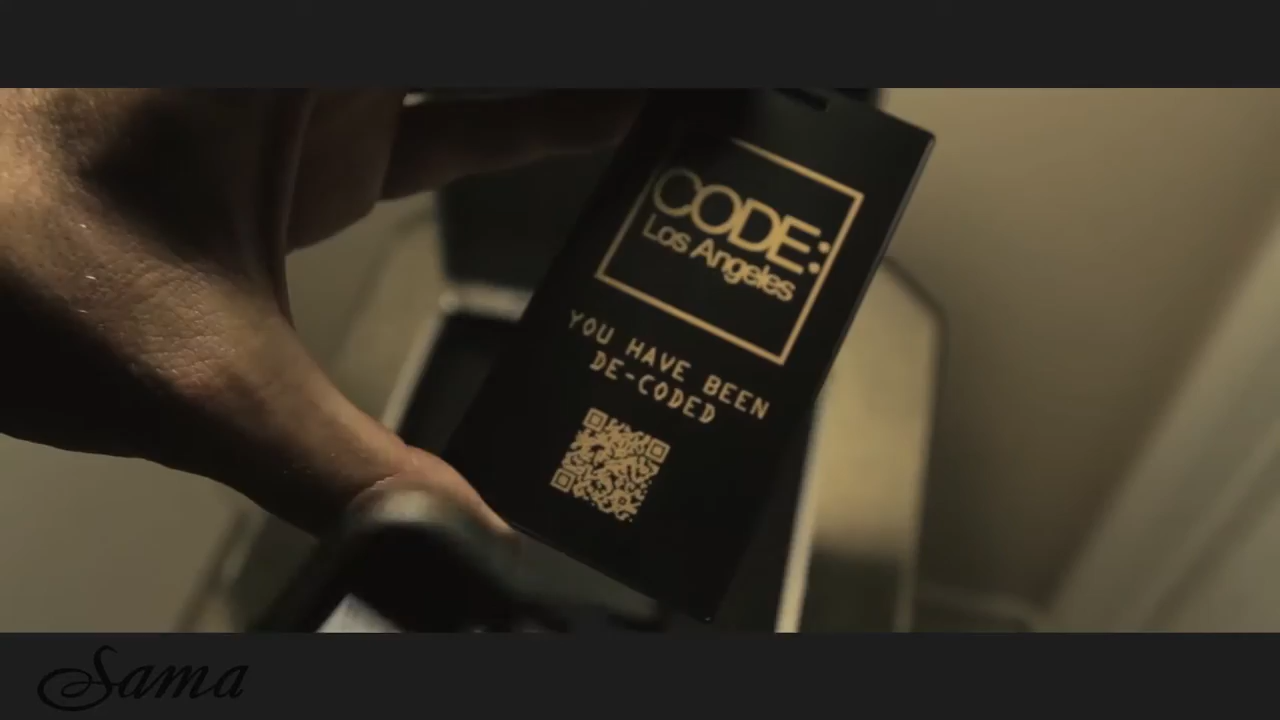 CODE:
Los Angeles
YOU HAVE BEEN
DE-CODED
Sama